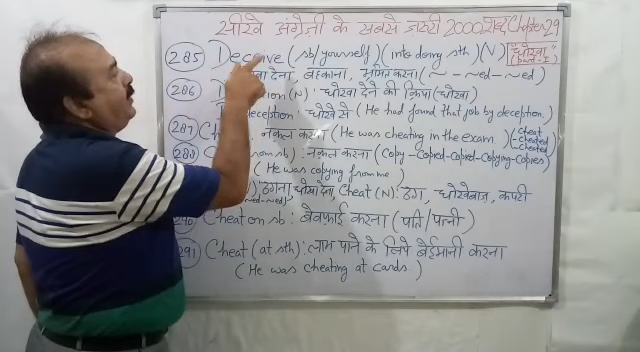 सीखे अंग्रेजी के सबसे जरूरी 2000 शब्द Chapter 29
285 Deceive (sb/yourself) (into doing sth) (V) "धोखा" (Part-I)
देना, बहकाना, भ्रमित करना (~ - ~ed - ~ed)
286 (N) : धोखा देने की क्रिया (धोखा)
deception : धोखे से (He had found that job by deception.)
287 नकल करना (He was cheating in the exam) (-cheat -cheated -cheated)
288 from sb) : नकल करना (Copy - Copied - Copied - Copying - Copies)
(He was copying from me)
(N) : ठगना, धोखा देना, Cheat (N) : ठग, धोखेबाज, कपटी
~ed - ~ed)
290 Cheat on sb : बेवफाई करना (पति/पत्नी)
291 Cheat (at sth) : लाभ पाने के लिये बेईमानी करना
(He was cheating at cards)